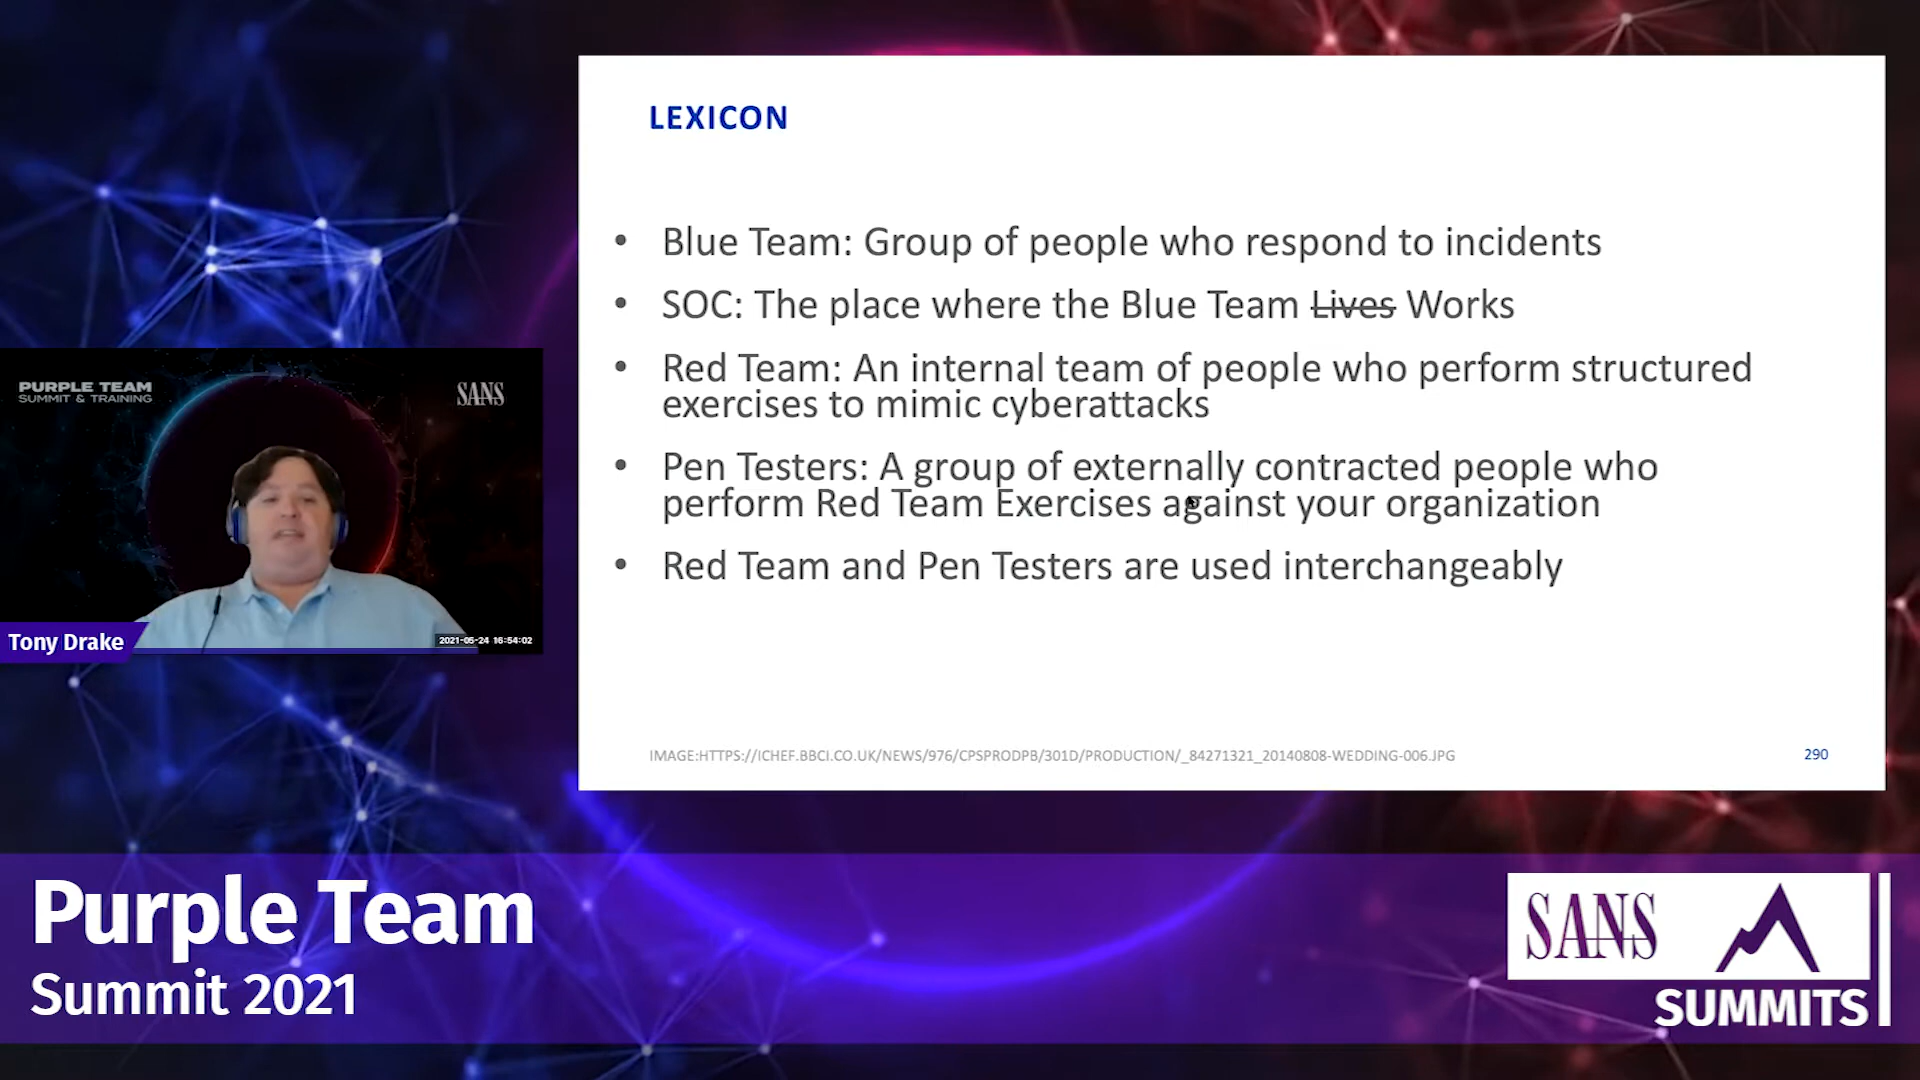 LEXICON
• Blue Team: Group of people who respond to incidents
• SOC: The place where the Blue Team Lives Works
• Red Team: An internal team of people who perform structured
exercises to mimic cyberattacks
• Pen Testers: A group of externally contracted people who
perform Red Team Exercises against your organization
• Red Team and Pen Testers are used interchangeably
IMAGE:HTTPS://ICHEF.BBCI.CO.UK/NEWS/976/CPSPRODPB/301D/PRODUCTION/_84271321_20140808-WEDDING-006.JPG
290
PURPLE TEAM
SUMMIT & TRAINING
SANS
Tony Drake
2021-05-24 16:54:02
Purple Team
Summit 2021
SANS
SUMMITS